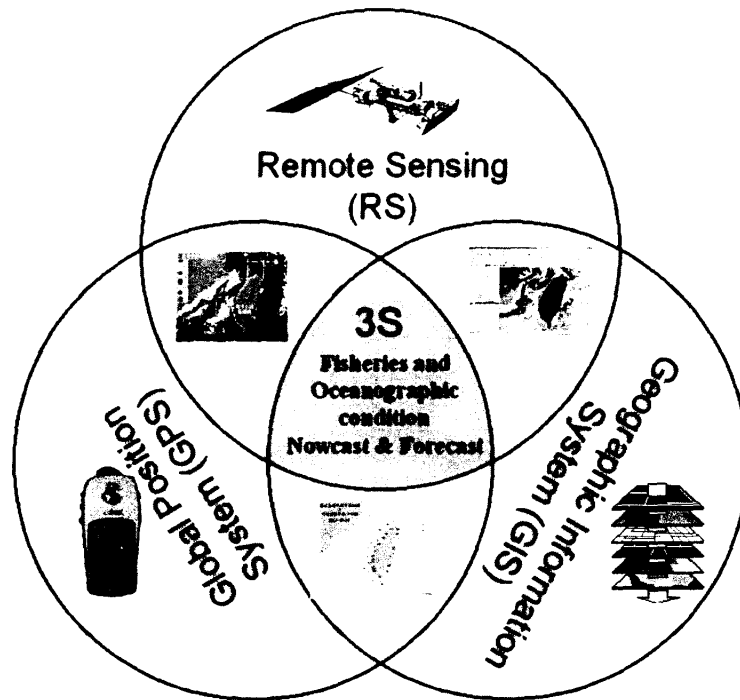 Remote Sensing
(RS)
3S
Fisheries and
Oceanographic
condition
Nowcast & Forecast
Global Position
System (GPS)
Geographic Information
System (GIS)